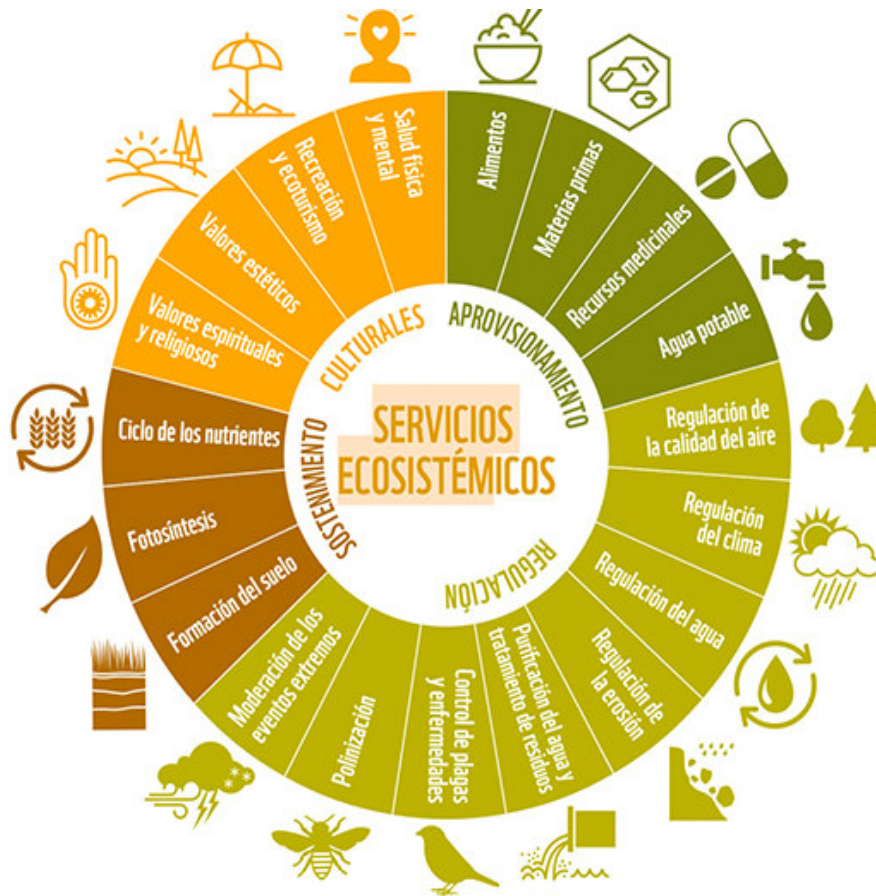 SERVICIOS
ECOSISTÉMICOS
APROVISIONAMIENTO
Alimentos
Materias primas
Recursos medicinales
Agua potable
REGULACIÓN
Regulación de
la calidad del aire
Regulación
del clima
Regulación del agua
Regulación de
la erosión
Purificación del agua y
tratamiento de residuos
Control de plagas
y enfermedades
Polinización
Moderación de los
eventos extremos
SOSTENIMIENTO
Formación del suelo
Fotosíntesis
Ciclo de los nutrientes
CULTURALES
Valores espirituales
y religiosos
Valores estéticos
Recreación
y ecoturismo
Salud física
y mental